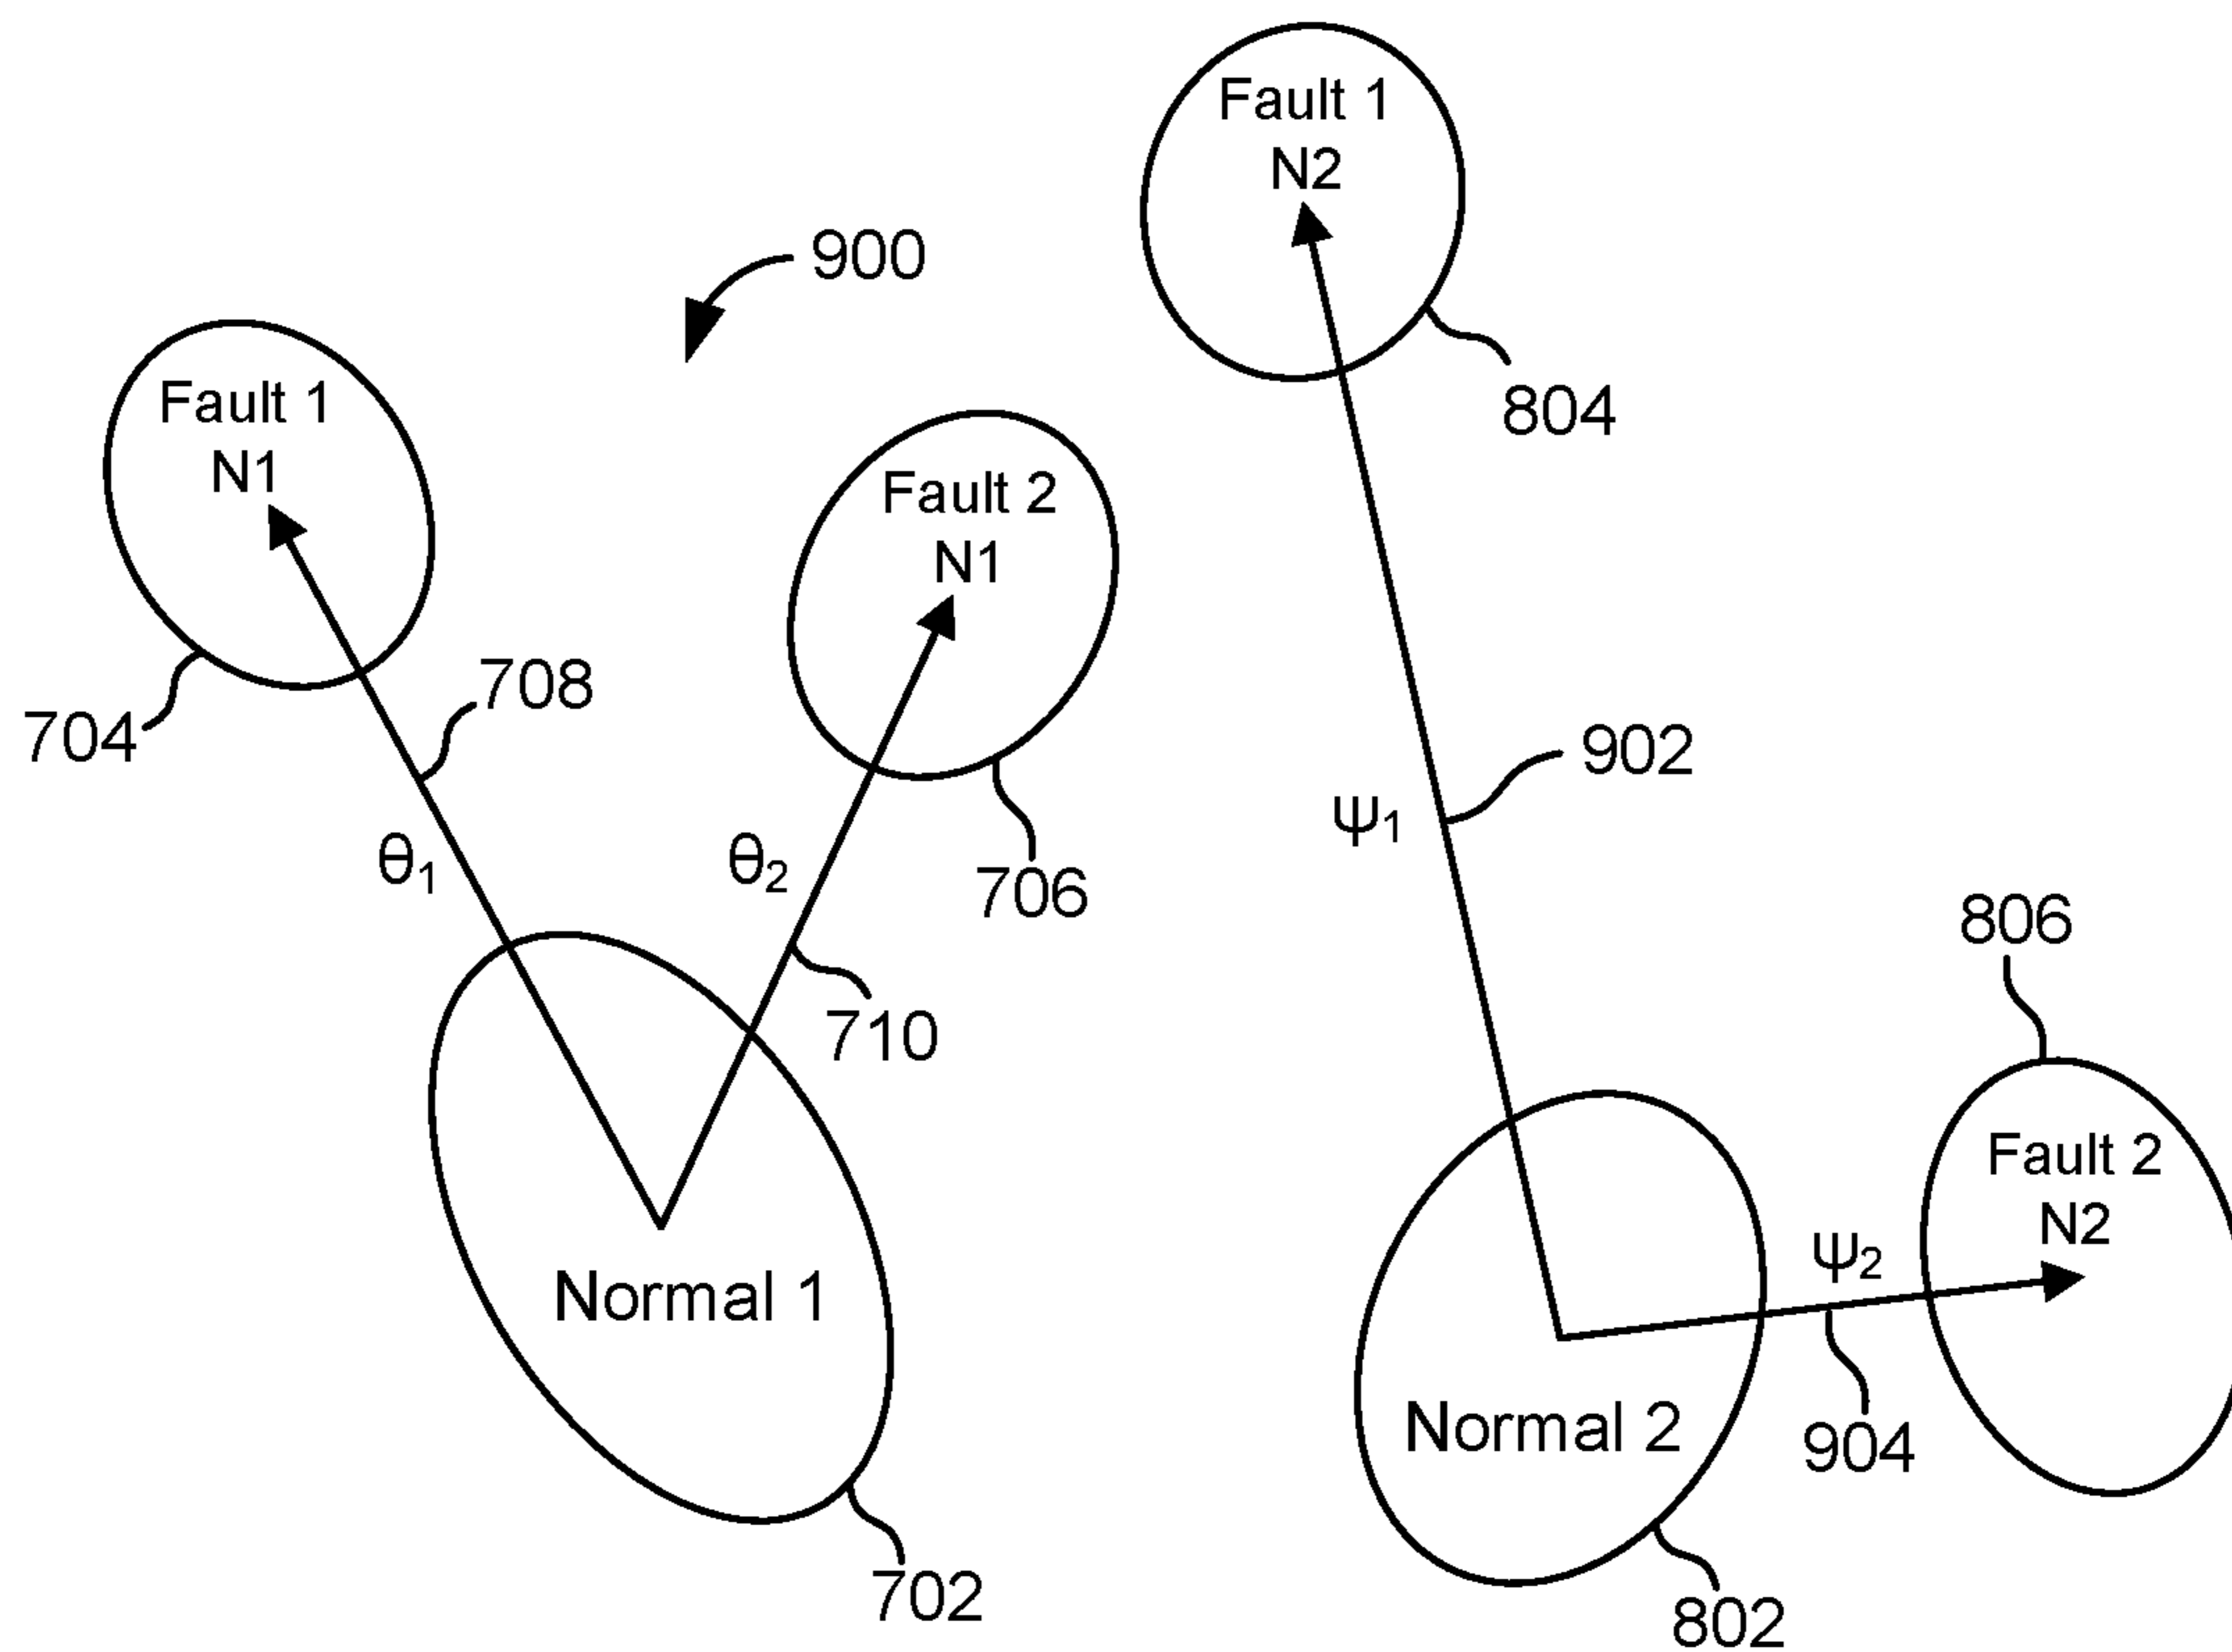 Fault 1
N2
804
900
Fault 1
N1
704
708
θ1
Fault 2
N1
706
θ2
710
Normal 1
702
902
ψ1
806
Fault 2
N2
ψ2
904
Normal 2
802